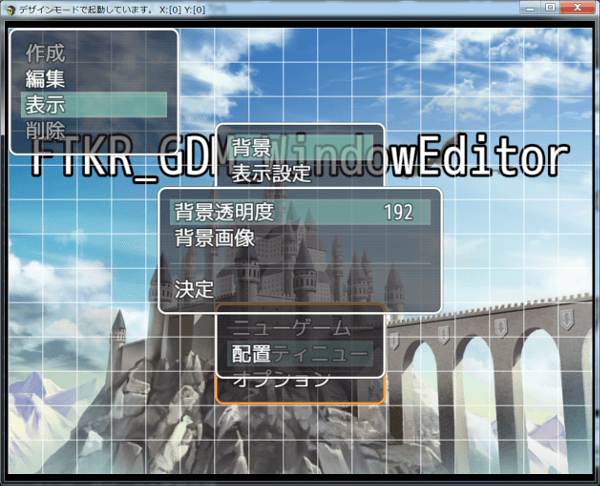 デザインモードで起動しています。 X:[0] Y:[0]
作成
編集
表示
削除
FTKR_GDM_WindowEditor
背景
表示設定
背景透明度 192
背景画像
決定
ニューゲーム
配置
ティニュー
オプション